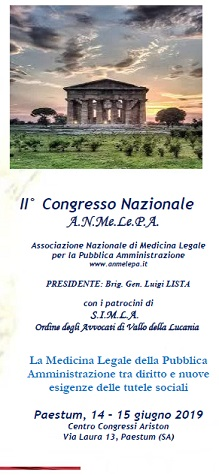 II° Congresso Nazionale
A.N.Me.Le.P.A.
Associazione Nazionale di Medicina Legale
per la Pubblica Amministrazione
www.anmelepa.it
PRESIDENTE: Brig. Gen. Luigi LISTA
con i patrocini di
S.I.M.L.A.
Ordine degli Avvocati di Vallo della Lucania
La Medicina Legale della Pubblica
Amministrazione tra diritto e nuove
esigenze delle tutele sociali
Paestum, 14 - 15 giugno 2019
Centro Congressi Ariston
Via Laura 13, Paestum (SA)